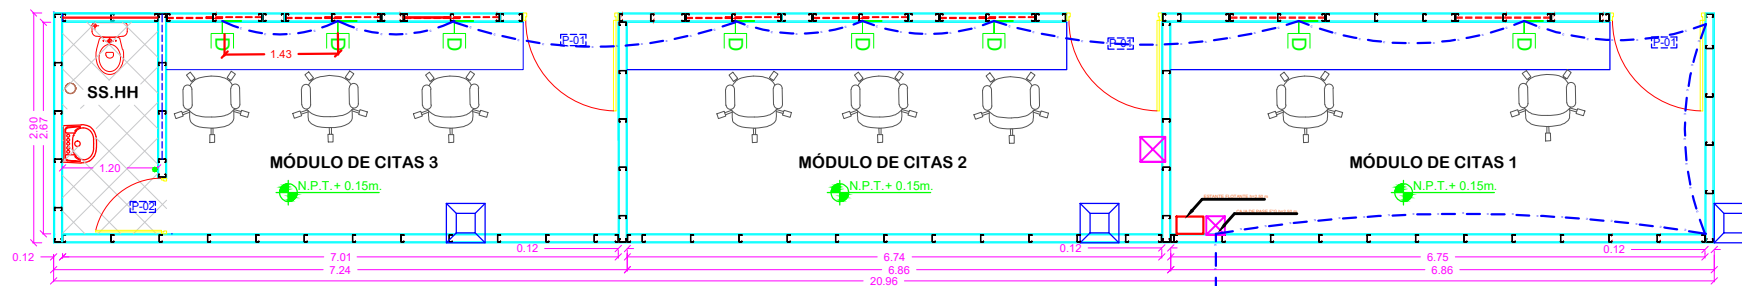 P-01
P-01
P-01
1.43
SS.HH
2.90
2.67
1.20
MÓDULO DE CITAS 3
MÓDULO DE CITAS 2
MÓDULO DE CITAS 1
N.P.T.+ 0.15m.
N.P.T.+ 0.15m.
N.P.T.+ 0.15m.
P-02
0.12
0.12
0.12
0.12
7.01
6.74
6.75
7.24
6.86
6.86
20.96